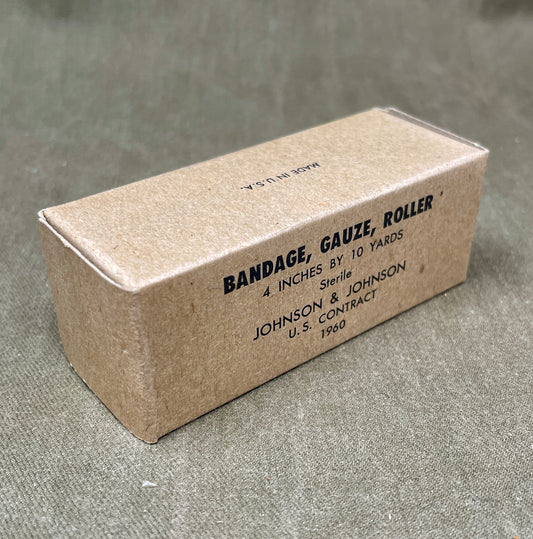 MADE IN U.S.A.
BANDAGE, GAUZE, ROLLER
4 INCHES BY 10 YARDS
Sterile
JOHNSON & JOHNSON
U.S. CONTRACT
1960